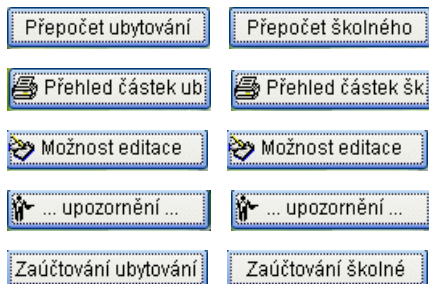 Přepočet ubytování Přepočet školného
Přehled částek ub Přehled částek šk
Možnost editace Možnost editace
... upozornění ... ... upozornění ...
Zaúčtování ubytování Zaúčtování školné